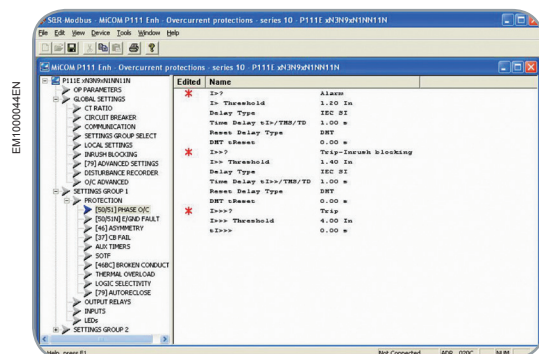 S&R-Modbus - MiCOM P111 Enh - Overcurrent protections - series 10 - P111E xN3N9xN1NN11N
File Edit View Device Tools Window Help
MiCOM P111 Enh - Overcurrent protections - series 10 - P111E xN3N9xN1NN11N
P111E xN3N9xN1NN11N
OP PARAMETERS
GLOBAL SETTINGS
CT RATIO
CIRCUIT BREAKER
COMMUNICATION
SETTINGS GROUP SELECT
LOCAL SETTINGS
INRUSH BLOCKING
[79] ADVANCED SETTINGS
DISTURBANCE RECORDER
O/C ADVANCED
SETTINGS GROUP 1
PROTECTION
[50/51] PHASE O/C
[50/51N] E/GND FAULT
[46] ASYMMETRY
[37] CB FAIL
AUX TIMERS
SOTF
[46BC] BROKEN CONDUCT
THERMAL OVERLOAD
LOGIC SELECTIVITY
[79] AUTORECLOSE
OUTPUT RELAYS
INPUTS
LEDs
SETTINGS GROUP 2
Edited Name
I>? Alarm
I> Threshold 1.20 In
Delay Type IEC SI
Time Delay tI>/TMS/TD 1.00 s
Reset Delay Type DMT
DMT tReset 0.00 s
I>>? Trip-Inrush blocking
I>> Threshold 1.40 In
Delay Type IEC SI
Time Delay tI>>/TMS/TD 1.00 s
Reset Delay Type DMT
DMT tReset 0.00 s
I>>>? Trip
I>>> Threshold 4.00 In
tI>>> 0.00 s
Help, press F1
Not Connected ADR 020C NUM
EM1000044EN